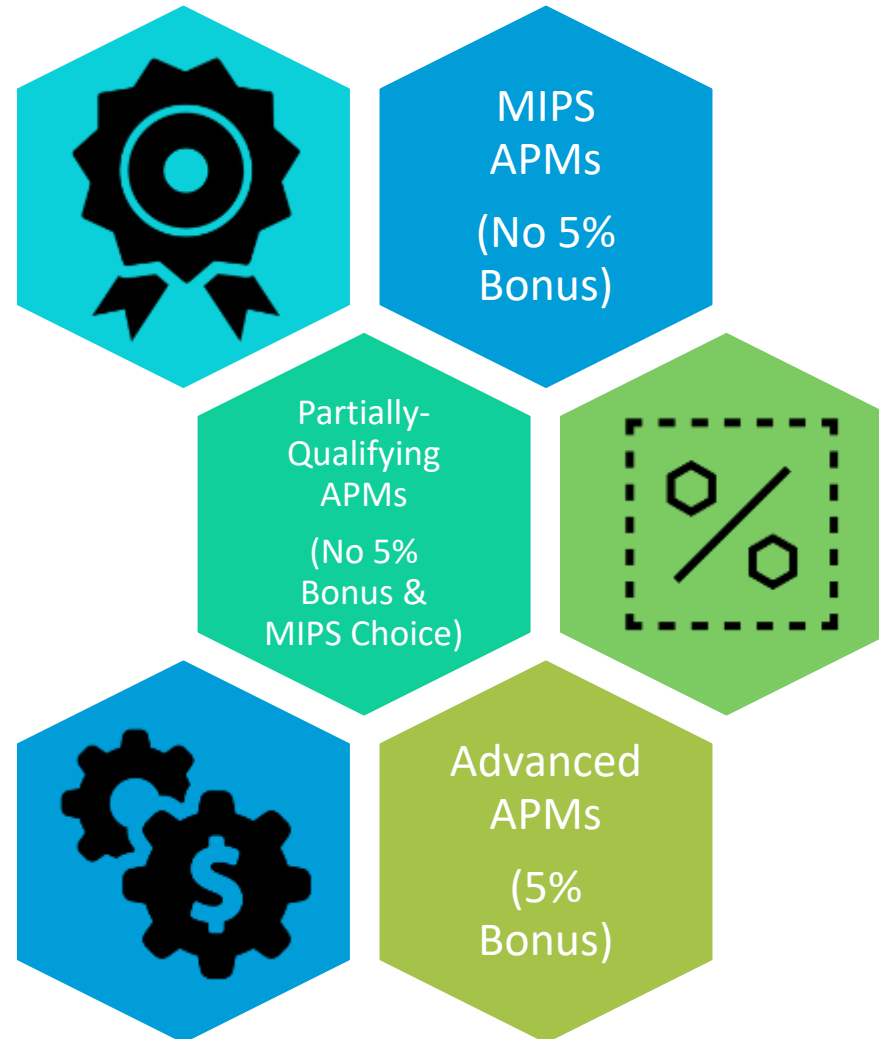 MIPS
APMs
(No 5%
Bonus)
Partially-
Qualifying
APMs
(No 5%
Bonus &
MIPS Choice)
$
Advanced
APMs
(5%
Bonus)